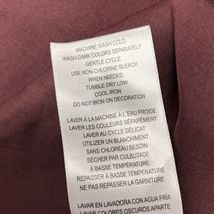 MACHINE WASH COLD
WASH DARK COLORS SEPARATELY
GENTLE CYCLE
USE NON-CHLORINE BLEACH
WHEN NEEDED
TUMBLE DRY LOW
COOL IRON
DO NOT IRON ON DECORATION
LAVER À LA MACHINE À L'EAU FROIDE
LAVER LES COULEURS SÉPARÉMENT
LAVER AU CYCLE DÉLICAT
UTILIZER UN BLANCHIMENT
SANS CHLORE AU BESOIN
SÉCHER PAR CULBUTAGE
À BASSE TEMPÉRATURE
REPASSER À BASSE TEMPÉRATURE
NE PAS REPASSER LA GARNITURE
LAVAR EN LAVADORA CON AGUA FRIA
LAVAR COLORES OSCUROS APARTE